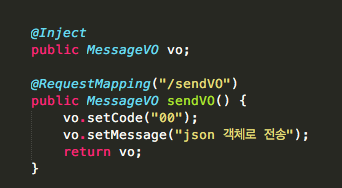 @Inject
public MessageVO vo;

@RequestMapping("/sendVO")
public MessageVO sendVO() {
    vo.setCode("00");
    vo.setMessage("json 객체로 전송");
    return vo;
}